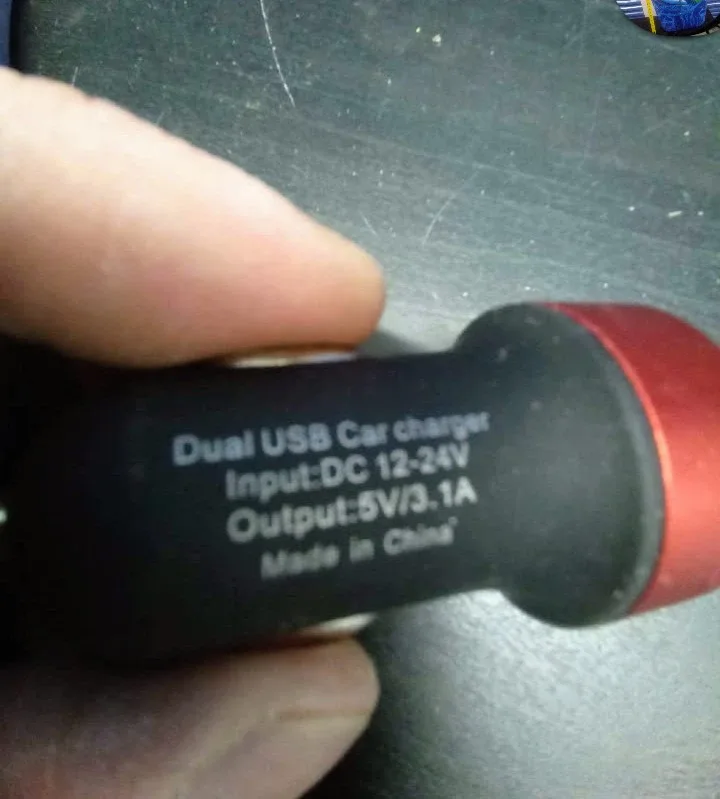 Dual USB Car charger
Input:DC 12-24V
Output:5V/3.1A
Made in China